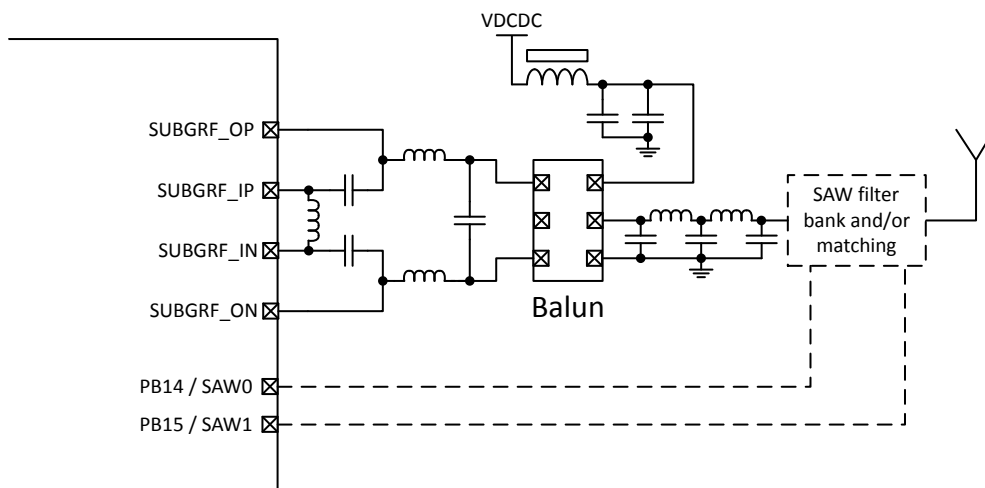 VDCDC
SUBGRF_OP
SUBGRF_IP
SUBGRF_IN
SUBGRF_ON
SAW filter
bank and/or
matching
Balun
PB14 / SAW0
PB15 / SAW1